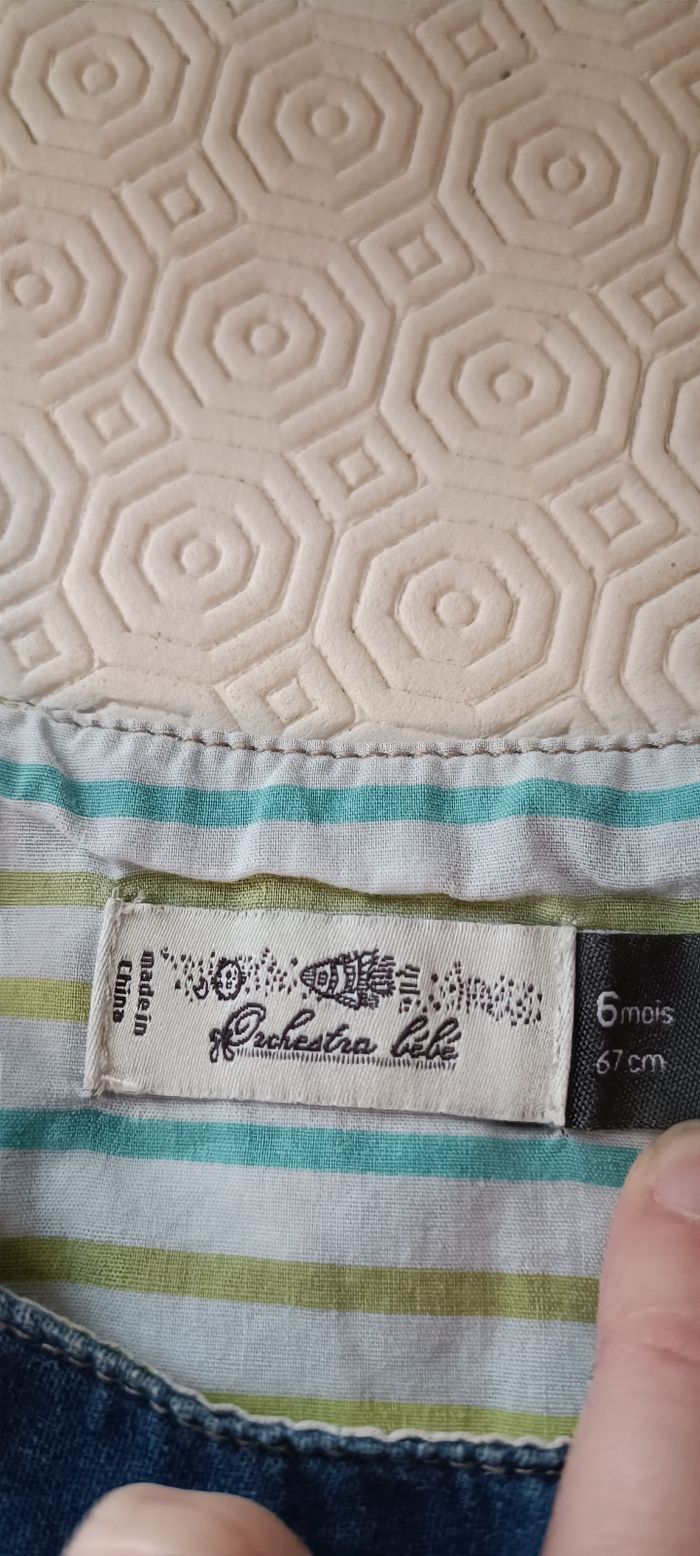 made in
China
Orchestra bébé
6 mois
67 cm